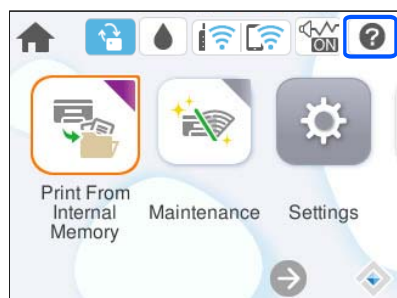 ON
?
Print From
Internal
Memory
Maintenance
Settings